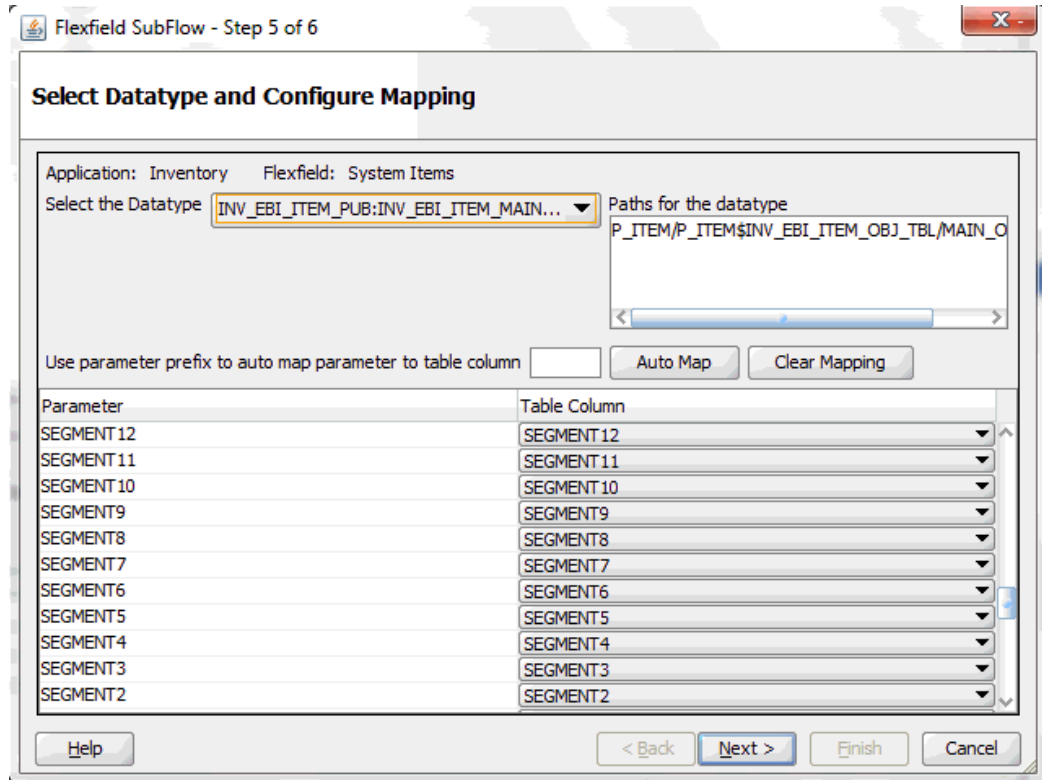 Flexfield SubFlow - Step 5 of 6
Select Datatype and Configure Mapping
Application: Inventory Flexfield: System Items
Select the Datatype INV_EBI_ITEM_PUB:INV_EBI_ITEM_MAIN... Paths for the datatype
P_ITEM/P_ITEM$INV_EBI_ITEM_OBJ_TBL/MAIN_O
Use parameter prefix to auto map parameter to table column Auto Map Clear Mapping
Parameter Table Column
SEGMENT12 SEGMENT12
SEGMENT11 SEGMENT11
SEGMENT10 SEGMENT10
SEGMENT9 SEGMENT9
SEGMENT8 SEGMENT8
SEGMENT7 SEGMENT7
SEGMENT6 SEGMENT6
SEGMENT5 SEGMENT5
SEGMENT4 SEGMENT4
SEGMENT3 SEGMENT3
SEGMENT2 SEGMENT2
Help < Back Next > Finish Cancel